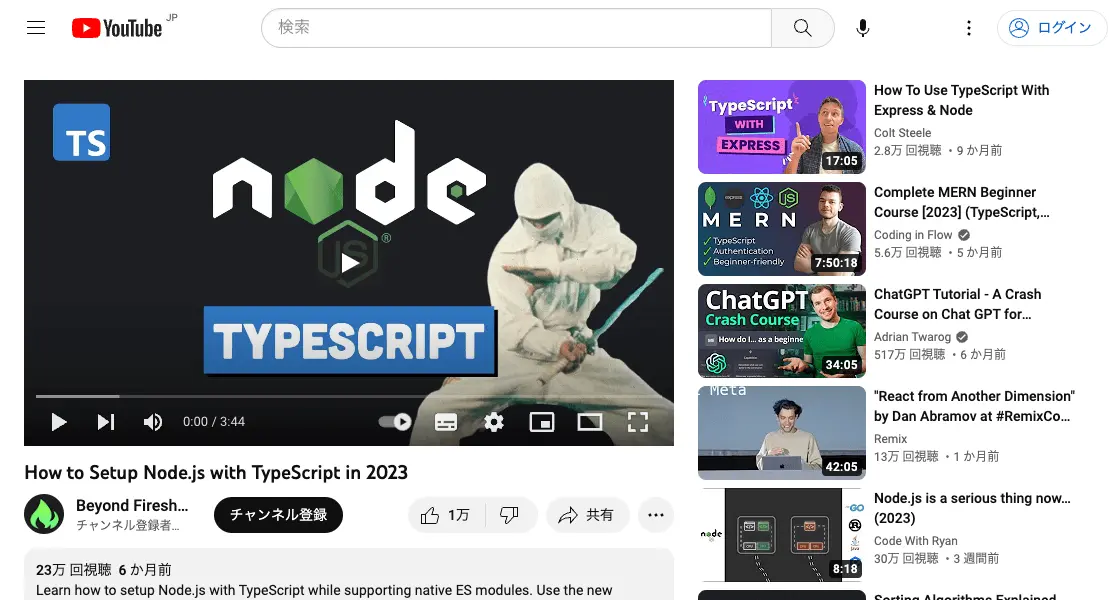 YouTube JP
検索
ログイン
TS
node
JS
®
TYPESCRIPT
0:00 / 3:44
How to Setup Node.js with TypeScript in 2023
Beyond Firesh...
チャンネル登録者...
チャンネル登録
1万
共有
23万 回視聴 6 か月前
Learn how to setup Node.js with TypeScript while supporting native ES modules. Use the new
TypeScript
WITH
EXPRESS
17:05
How To Use TypeScript With
Express & Node
Colt Steele
2.8万 回視聴 ・9 か月前
express
JS
MERN
TypeScript
Authentication
Beginner-friendly
7:50:18
Complete MERN Beginner
Course [2023] (TypeScript,...
Coding in Flow
5.6万 回視聴 ・5 か月前
ChatGPT
Crash Course
How do I... as a beginne
34:05
ChatGPT Tutorial - A Crash
Course on Chat GPT for...
Adrian Twarog
517万 回視聴 ・6 か月前
Meta
42:05
"React from Another Dimension"
by Dan Abramov at #RemixCo...
Remix
13万 回視聴 ・1 か月前
node
GO
R
Java
8:18
Node.js is a serious thing now...
(2023)
Code With Ryan
30万 回視聴 ・3 週間前
Sorting Algorithms Explained